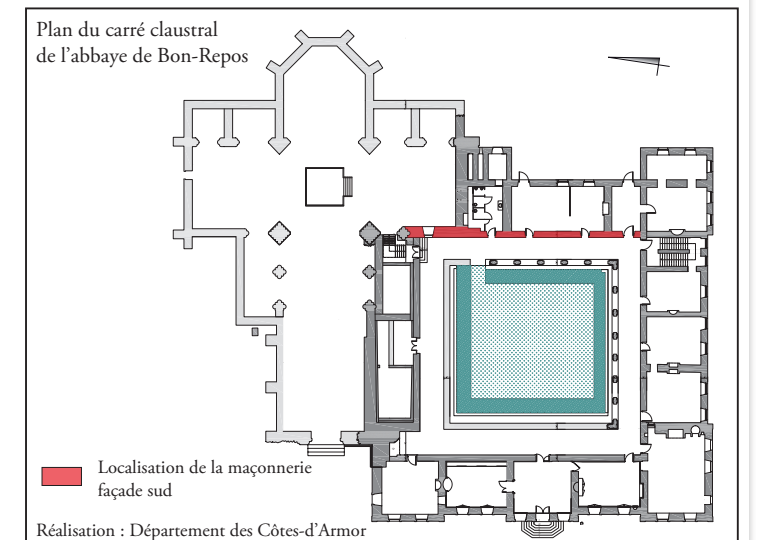 Plan du carré claustral
de l'abbaye de Bon-Repos
Localisation de la maçonnerie
façade sud
Réalisation : Département des Côtes-d'Armor